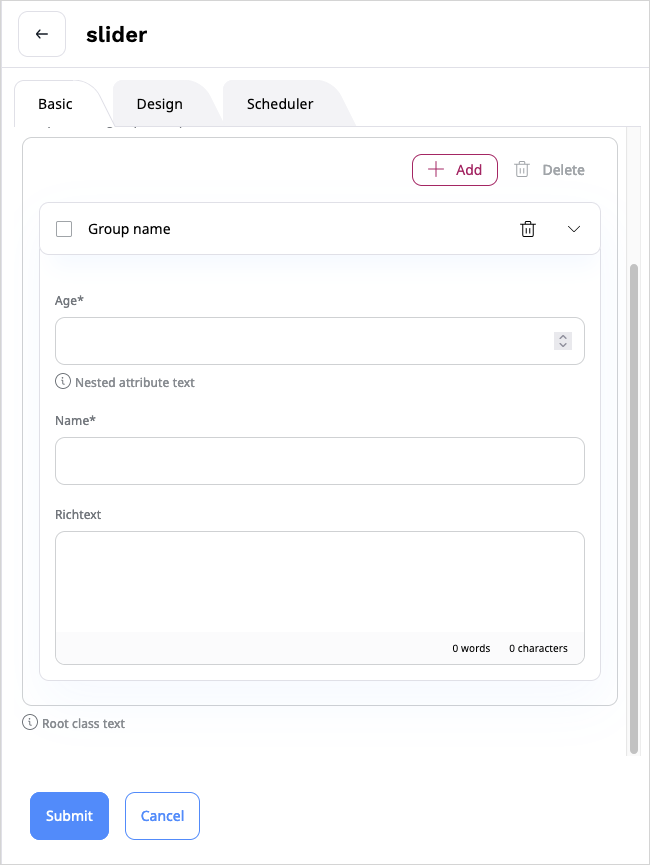 slider
Basic
Design
Scheduler
Add
Delete
Group name
Age*
Nested attribute text
Name*
Richtext
0 words 0 characters
Root class text
Submit
Cancel